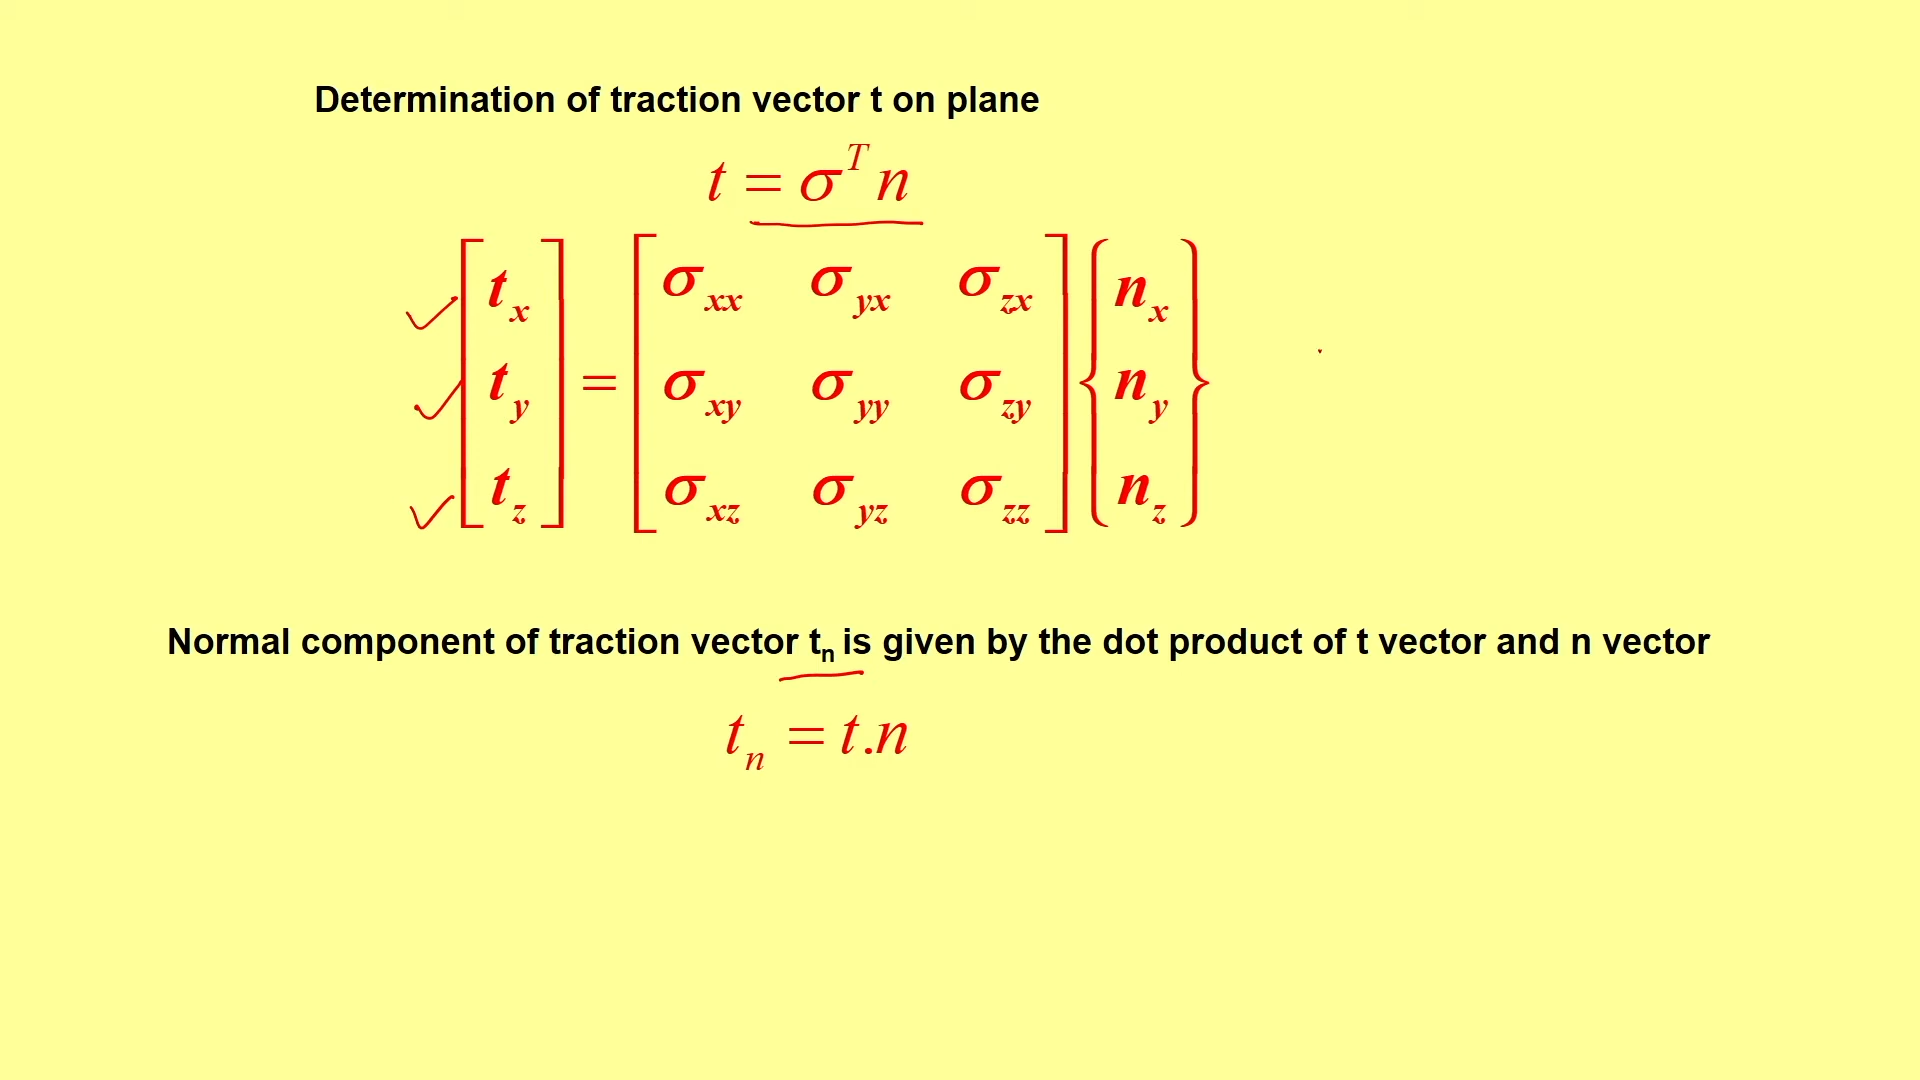 Determination of traction vector t on plane
t = σ^T n
[t_x] = [σ_xx σ_yx σ_zx] {n_x}
[t_y] = [σ_xy σ_yy σ_zy] {n_y}
[t_z] = [σ_xz σ_yz σ_zz] {n_z}
Normal component of traction vector t_n is given by the dot product of t vector and n vector
t_n = t.n